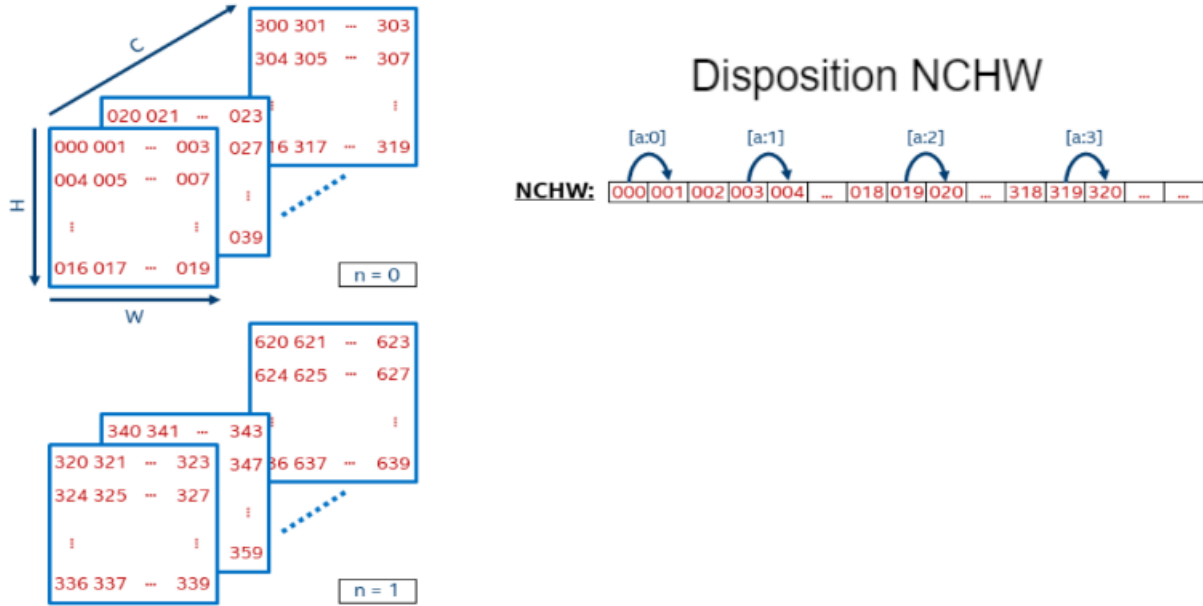 C
300 301 ... 303
304 305 ... 307
⋮ ⋮
16 317 ... 319
020 021 ... 023
027
⋮
039
000 001 ... 003
004 005 ... 007
⋮ ⋮
016 017 ... 019
H
W
n = 0
620 621 ... 623
624 625 ... 627
⋮ ⋮
36 637 ... 639
340 341 ... 343
347
⋮
359
320 321 ... 323
324 325 ... 327
⋮ ⋮
336 337 ... 339
n = 1
Disposition NCHW
[a:0] [a:1] [a:2] [a:3]
NCHW: 000 001 002 003 004 ... 018 019 020 ... 318 319 320 ... ...